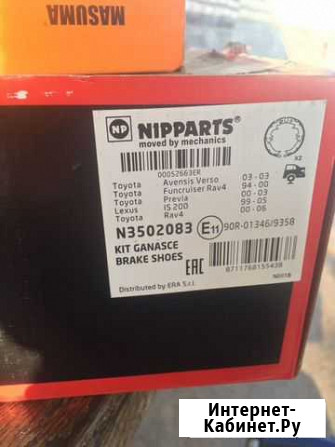 MASUMA
NP NIPPARTS®
moved by mechanics
00052663ER
Toyota Avensis Verso 03-03
Toyota Funcruiser Rav4 94-00
Toyota Previa 00-03
Lexus IS 200 99-05
Toyota Rav4 00-06
X2
N3502083 E11 90R-01346/9358
KIT GANASCE
BRAKE SHOES
EAC
8711768155438
Distributed by ERA S.r.l.
Интернет-
Кабинет.Ру